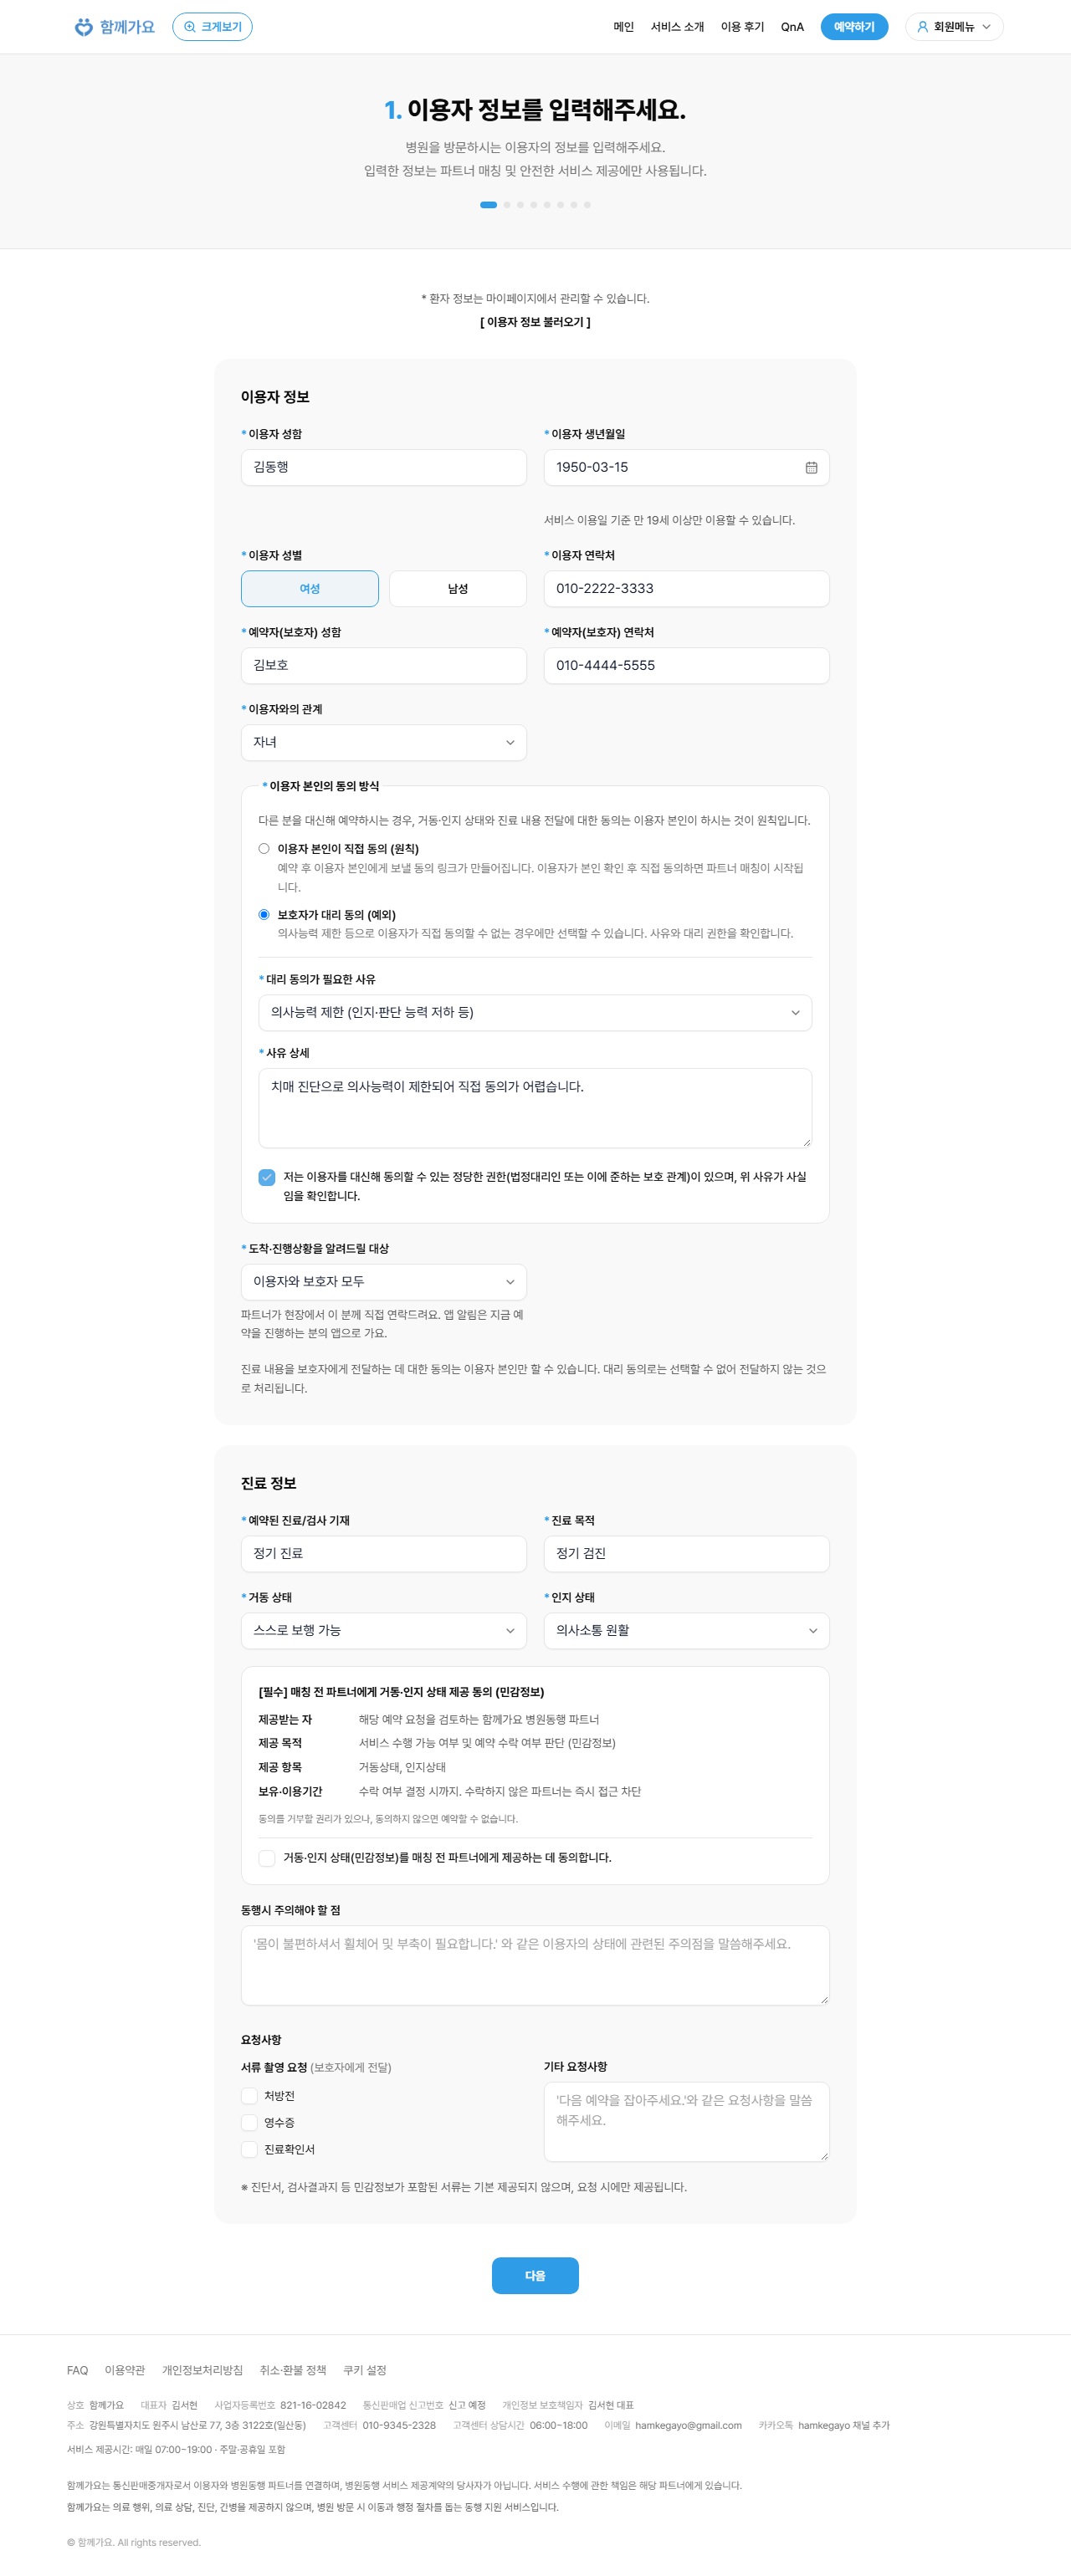 함께가요
크게보기
메인
서비스 소개
이용 후기
QnA
예약하기
회원메뉴
1. 이용자 정보를 입력해주세요.
병원을 방문하시는 이용자의 정보를 입력해주세요.
입력한 정보는 파트너 매칭 및 안전한 서비스 제공에만 사용됩니다.
* 환자 정보는 마이페이지에서 관리할 수 있습니다.
[ 이용자 정보 불러오기 ]
이용자 정보
* 이용자 성함
* 이용자 생년월일
김동행
1950-03-15
서비스 이용일 기준 만 19세 이상만 이용할 수 있습니다.
* 이용자 성별
* 이용자 연락처
여성
남성
010-2222-3333
* 예약자(보호자) 성함
* 예약자(보호자) 연락처
김보호
010-4444-5555
* 이용자와의 관계
자녀
* 이용자 본인의 동의 방식
다른 분을 대신해 예약하시는 경우, 거동·인지 상태와 진료 내용 전달에 대한 동의는 이용자 본인이 하시는 것이 원칙입니다.
이용자 본인이 직접 동의 (원칙)
예약 후 이용자 본인에게 보낼 동의 링크가 만들어집니다. 이용자가 본인 확인 후 직접 동의하면 파트너 매칭이 시작됩
니다.
보호자가 대리 동의 (예외)
의사능력 제한 등으로 이용자가 직접 동의할 수 없는 경우에만 선택할 수 있습니다. 사유와 대리 권한을 확인합니다.
* 대리 동의가 필요한 사유
의사능력 제한 (인지·판단 능력 저하 등)
* 사유 상세
치매 진단으로 의사능력이 제한되어 직접 동의가 어렵습니다.
저는 이용자를 대신해 동의할 수 있는 정당한 권한(법정대리인 또는 이에 준하는 보호 관계)이 있으며, 위 사유가 사실
임을 확인합니다.
* 도착·진행상황을 알려드릴 대상
이용자와 보호자 모두
파트너가 현장에서 이 분께 직접 연락드려요. 앱 알림은 지금 예
약을 진행하는 분의 앱으로 가요.
진료 내용을 보호자에게 전달하는 데 대한 동의는 이용자 본인만 할 수 있습니다. 대리 동의로는 선택할 수 없어 전달하지 않는 것으
로 처리됩니다.
진료 정보
* 예약된 진료/검사 기재
* 진료 목적
정기 진료
정기 검진
* 거동 상태
* 인지 상태
스스로 보행 가능
의사소통 원활
[필수] 매칭 전 파트너에게 거동·인지 상태 제공 동의 (민감정보)
제공받는 자 해당 예약 요청을 검토하는 함께가요 병원동행 파트너
제공 목적 서비스 수행 가능 여부 및 예약 수락 여부 판단 (민감정보)
제공 항목 거동상태, 인지상태
보유·이용기간 수락 여부 결정 시까지. 수락하지 않은 파트너는 즉시 접근 차단
동의를 거부할 권리가 있으나, 동의하지 않으면 예약할 수 없습니다.
거동·인지 상태(민감정보)를 매칭 전 파트너에게 제공하는 데 동의합니다.
동행시 주의해야 할 점
'몸이 불편하셔서 휠체어 및 부축이 필요합니다.' 와 같은 이용자의 상태에 관련된 주의점을 말씀해주세요.
요청사항
서류 촬영 요청 (보호자에게 전달)
기타 요청사항
처방전
영수증
진료확인서
'다음 예약을 잡아주세요.'와 같은 요청사항을 말씀
해주세요.
※ 진단서, 검사결과지 등 민감정보가 포함된 서류는 기본 제공되지 않으며, 요청 시에만 제공됩니다.
다음
FAQ 이용약관 개인정보처리방침 취소·환불 정책 쿠키 설정
상호 함께가요 대표자 김서현 사업자등록번호 821-16-02842 통신판매업 신고번호 신고 예정 개인정보 보호책임자 김서현 대표
주소 강원특별자치도 원주시 남산로 77, 3층 3122호(일산동) 고객센터 010-9345-2328 고객센터 상담시간 06:00~18:00 이메일 hamkegayo@gmail.com 카카오톡 hamkegayo 채널 추가
서비스 제공시간: 매일 07:00~19:00 · 주말·공휴일 포함
함께가요는 통신판매중개자로서 이용자와 병원동행 파트너를 연결하며, 병원동행 서비스 제공계약의 당사자가 아닙니다. 서비스 수행에 관한 책임은 해당 파트너에게 있습니다.
함께가요는 의료 행위, 의료 상담, 진단, 간병을 제공하지 않으며, 병원 방문 시 이동과 행정 절차를 돕는 동행 지원 서비스입니다.
© 함께가요. All rights reserved.